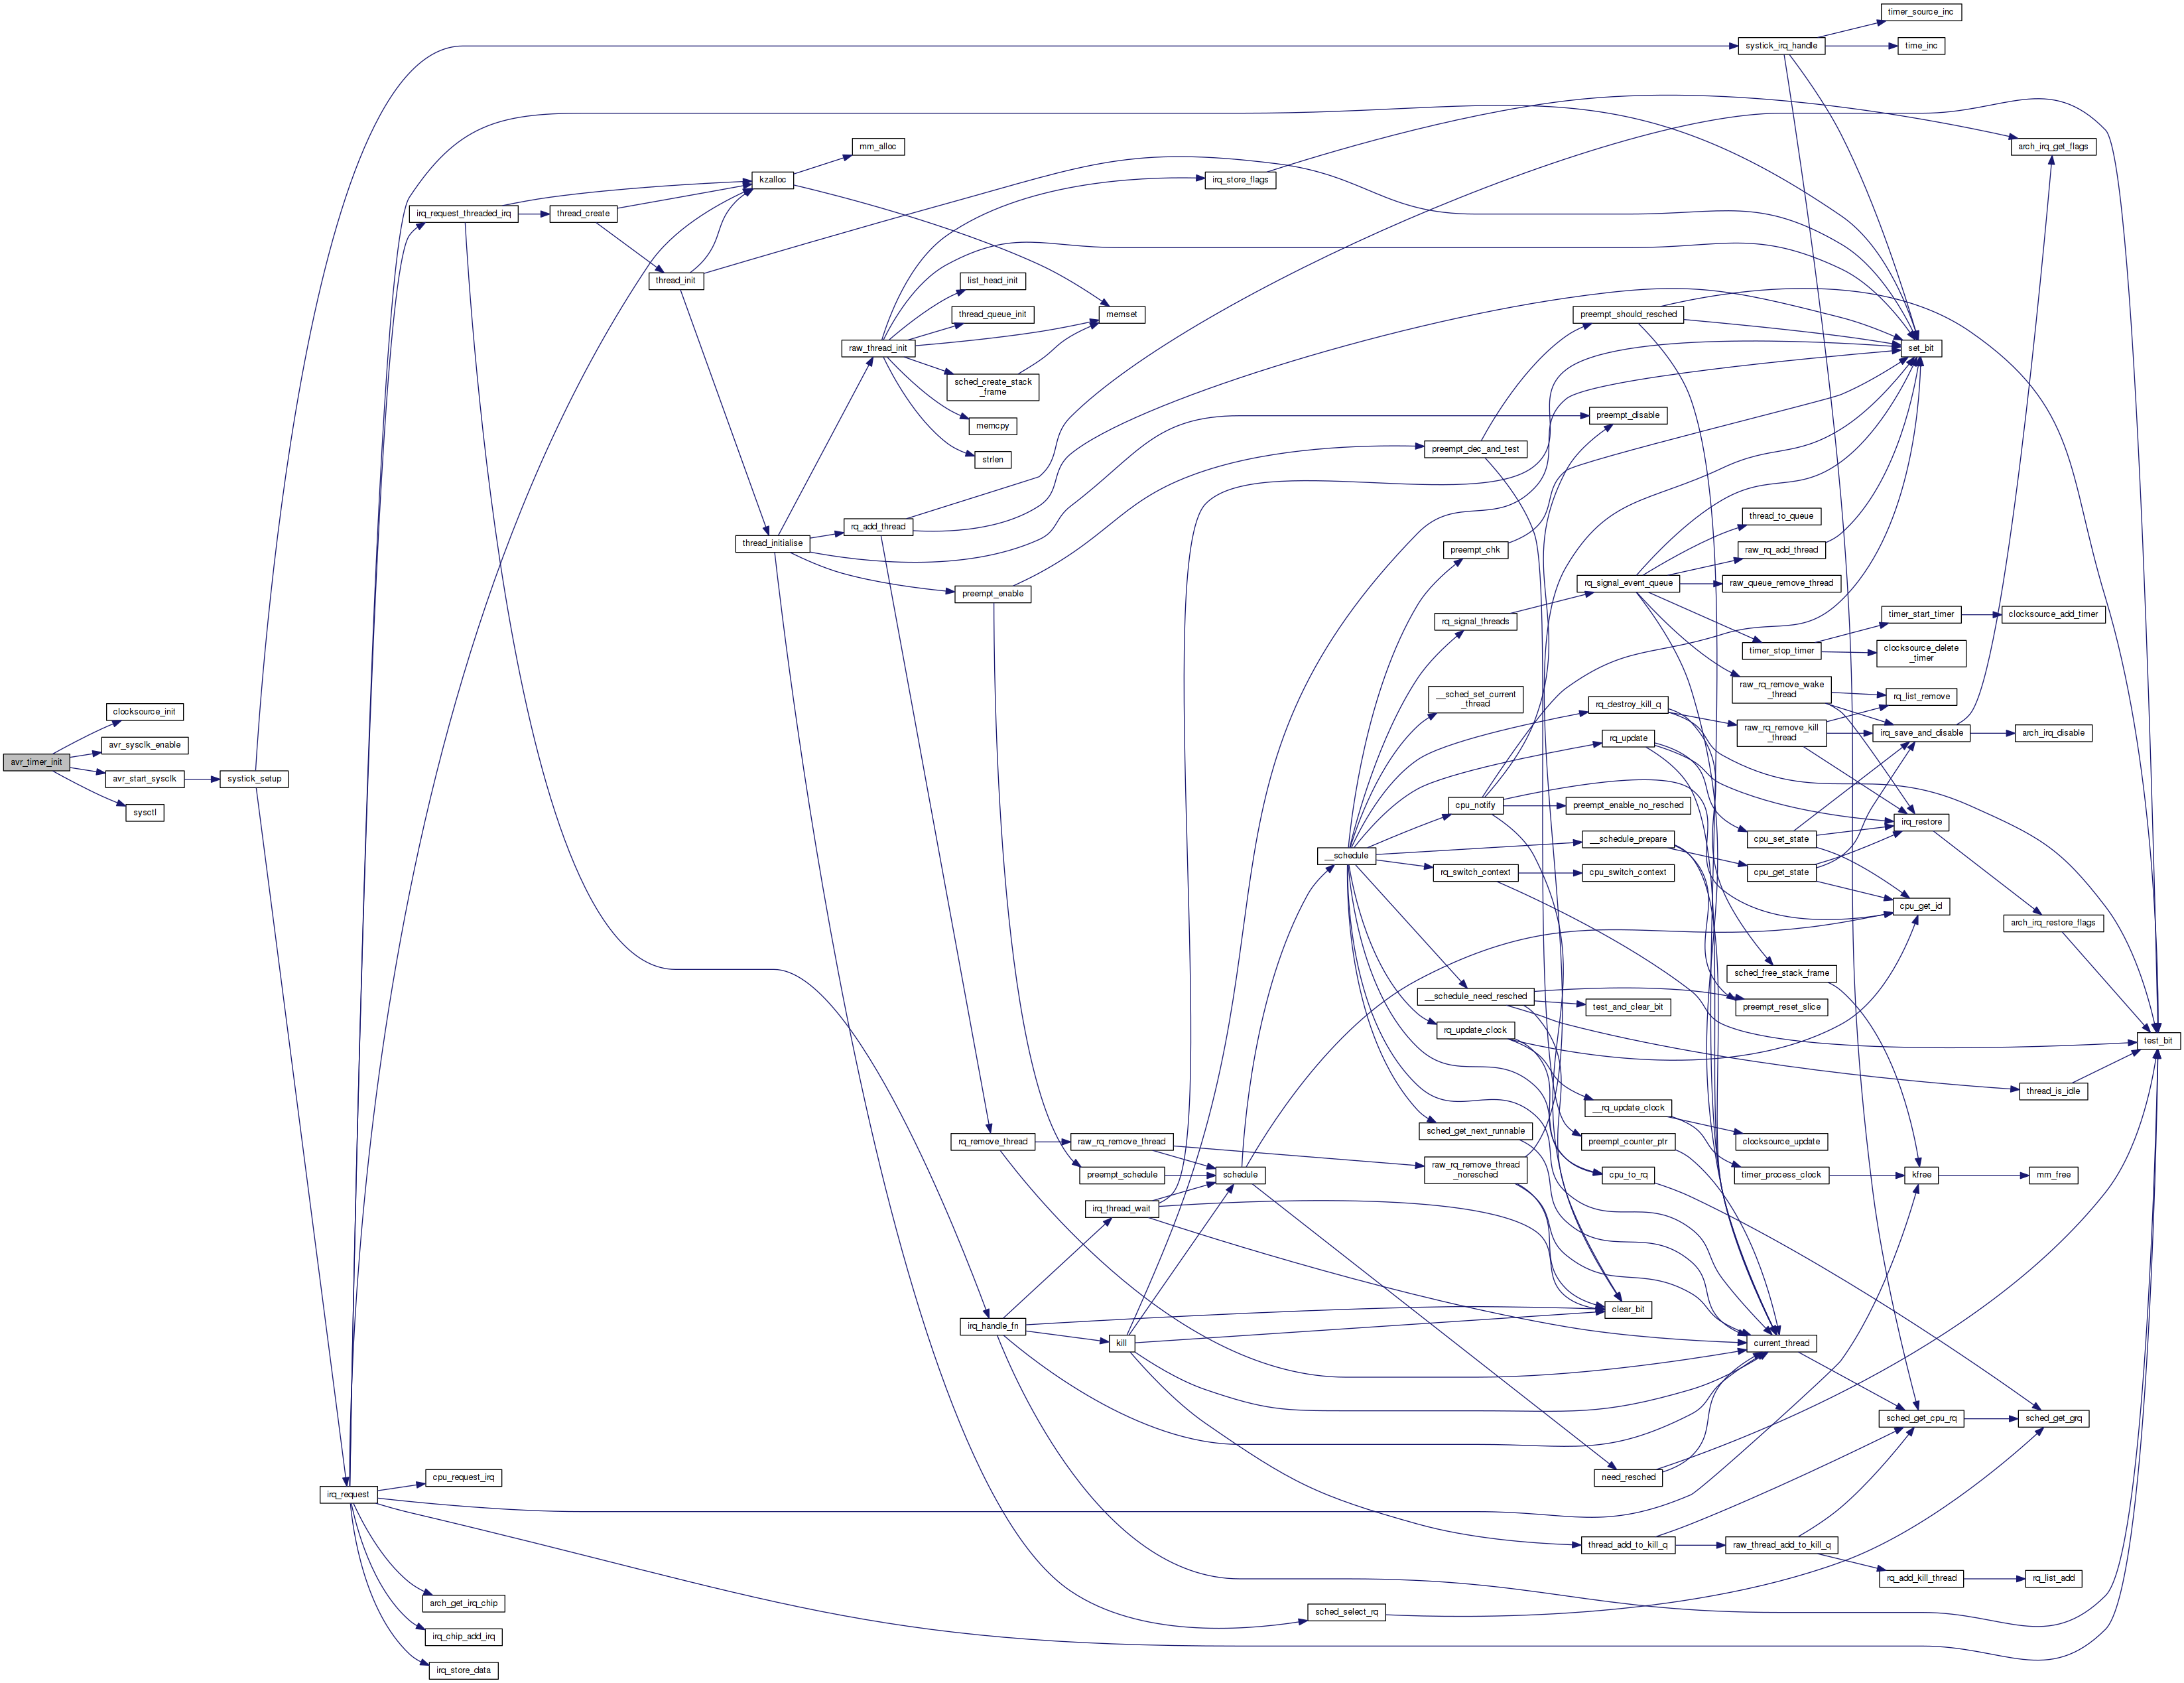 timer_source_inc
systick_irq_handle
time_inc
mm_alloc
arch_irq_get_flags
kzalloc
irq_store_flags
irq_request_threaded_irq
thread_create
thread_init
list_head_init
thread_queue_init
memset
preempt_should_resched
raw_thread_init
set_bit
sched_create_stack
_frame
memcpy
preempt_disable
strlen
preempt_dec_and_test
thread_to_queue
rq_add_thread
thread_initialise
preempt_chk
raw_rq_add_thread
rq_signal_event_queue
raw_queue_remove_thread
preempt_enable
rq_signal_threads
timer_start_timer
clocksource_add_timer
timer_stop_timer
clocksource_delete
_timer
raw_rq_remove_wake
_thread
rq_list_remove
__sched_set_current
_thread
rq_destroy_kill_q
clocksource_init
raw_rq_remove_kill
_thread
irq_save_and_disable
arch_irq_disable
rq_update
avr_sysclk_enable
avr_timer_init
avr_start_sysclk
systick_setup
sysctl
cpu_notify
preempt_enable_no_resched
irq_restore
__schedule_prepare
cpu_set_state
__schedule
rq_switch_context
cpu_switch_context
cpu_get_state
cpu_get_id
arch_irq_restore_flags
sched_free_stack_frame
__schedule_need_resched
test_and_clear_bit
preempt_reset_slice
rq_update_clock
test_bit
thread_is_idle
__rq_update_clock
sched_get_next_runnable
rq_remove_thread
raw_rq_remove_thread
preempt_counter_ptr
clocksource_update
preempt_schedule
schedule
raw_rq_remove_thread
_noresched
cpu_to_rq
timer_process_clock
kfree
mm_free
irq_thread_wait
clear_bit
irq_handle_fn
kill
current_thread
sched_get_cpu_rq
sched_get_grq
cpu_request_irq
need_resched
irq_request
thread_add_to_kill_q
raw_thread_add_to_kill_q
rq_add_kill_thread
rq_list_add
arch_get_irq_chip
sched_select_rq
irq_chip_add_irq
irq_store_data